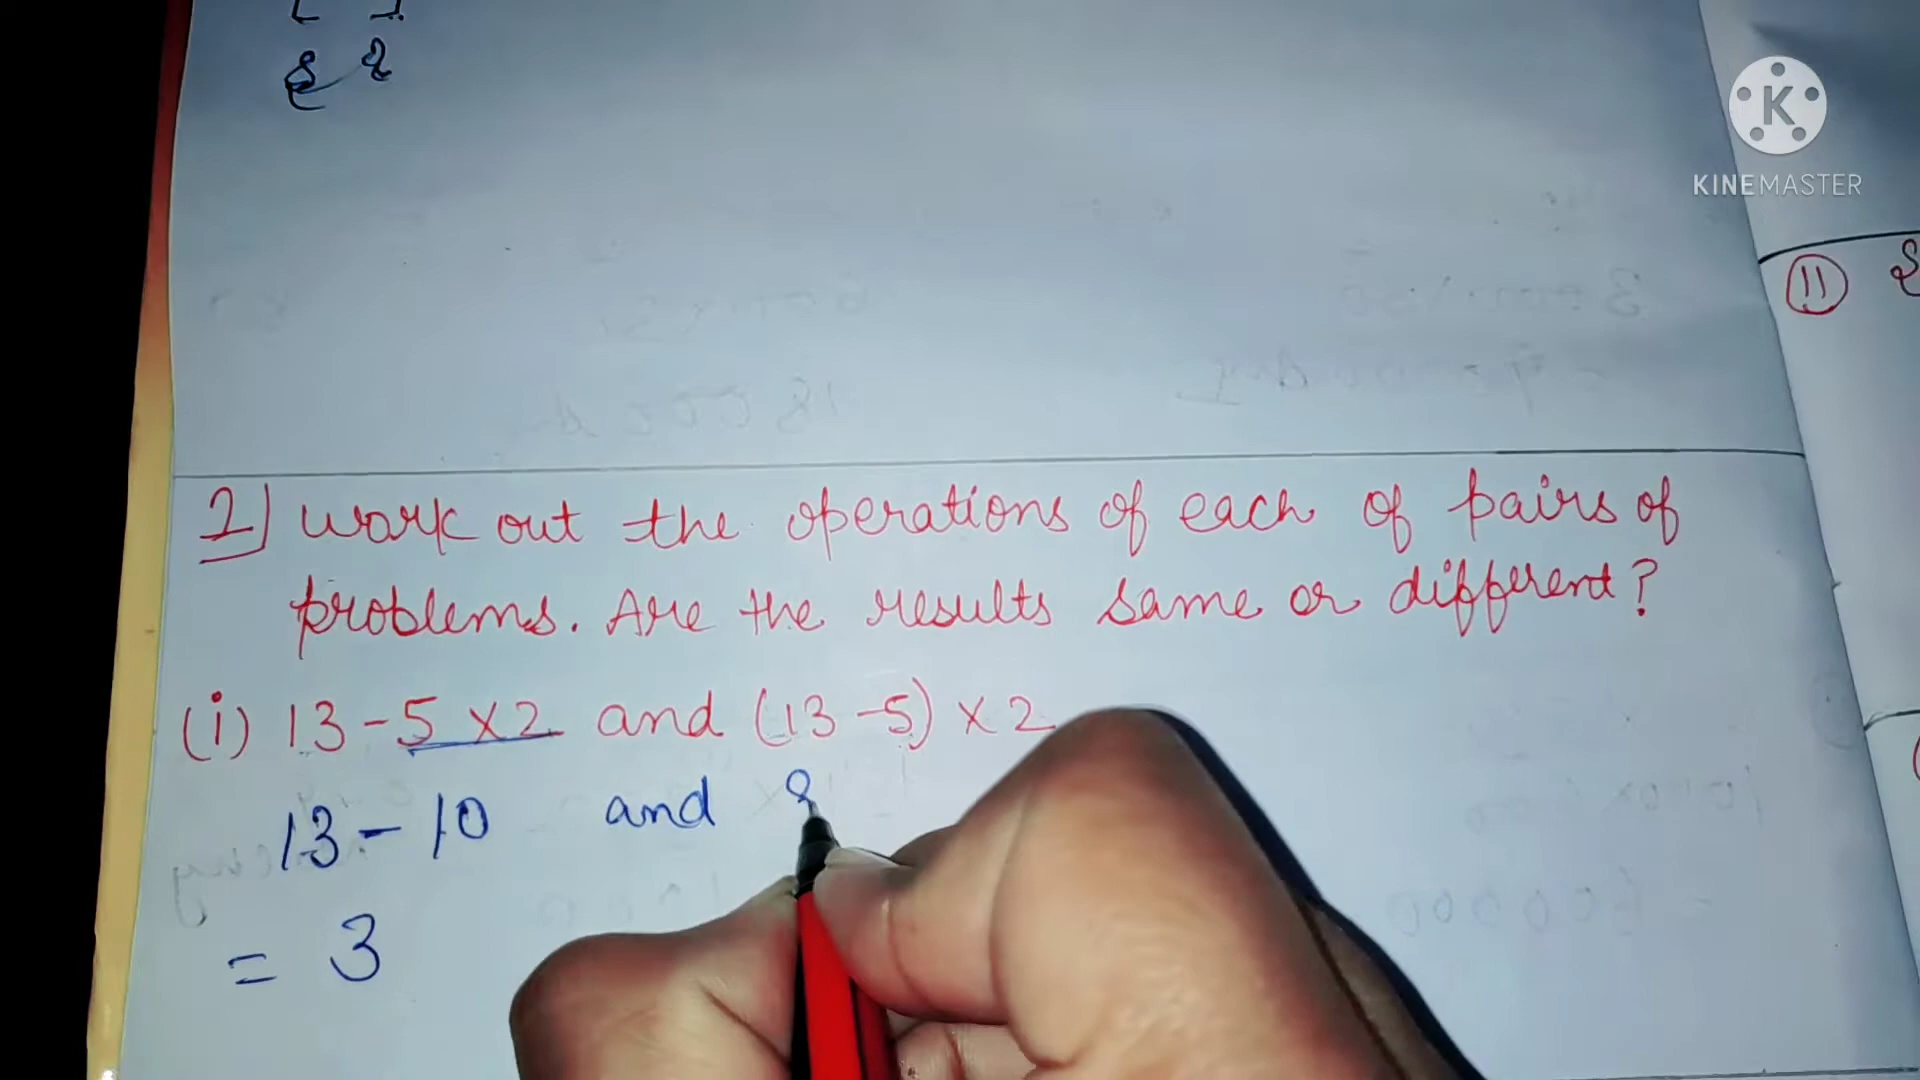 KINEMASTER
11
2) Work out the operations of each of pairs of
problems. Are the results same or different?
(i) 13 - 5 × 2 and (13 - 5) × 2
13 - 10 and 8
= 3